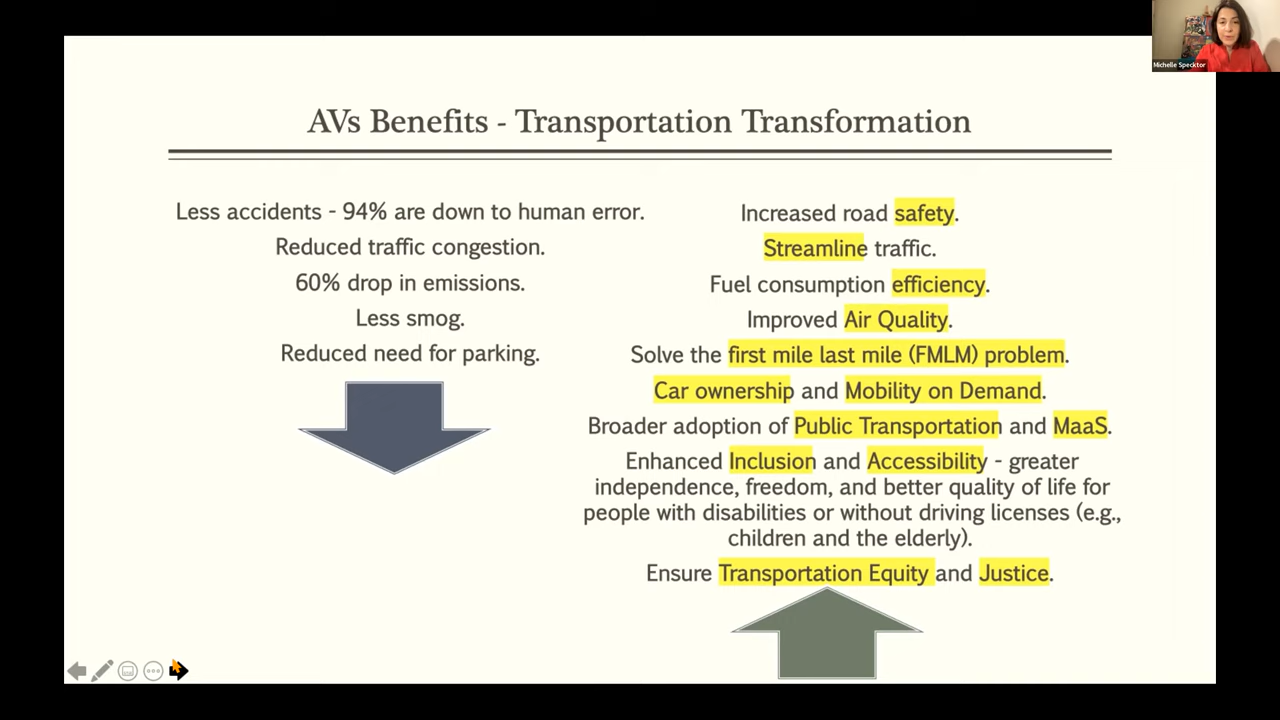 Michelle Specktor
AVs Benefits - Transportation Transformation
Less accidents - 94% are down to human error.
Reduced traffic congestion.
60% drop in emissions.
Less smog.
Reduced need for parking.
Increased road safety.
Streamline traffic.
Fuel consumption efficiency.
Improved Air Quality.
Solve the first mile last mile (FMLM) problem.
Car ownership and Mobility on Demand.
Broader adoption of Public Transportation and MaaS.
Enhanced Inclusion and Accessibility - greater
independence, freedom, and better quality of life for
people with disabilities or without driving licenses (e.g.,
children and the elderly).
Ensure Transportation Equity and Justice.